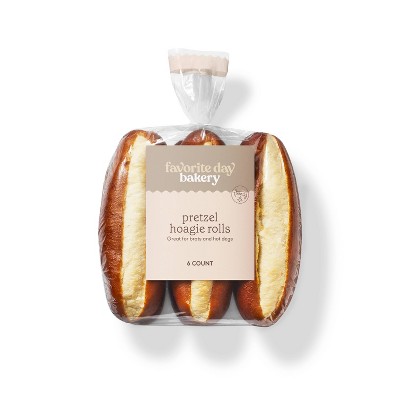 favorite day
bakery
pretzel
hoagie rolls
Great for brats and hot dogs
6 COUNT